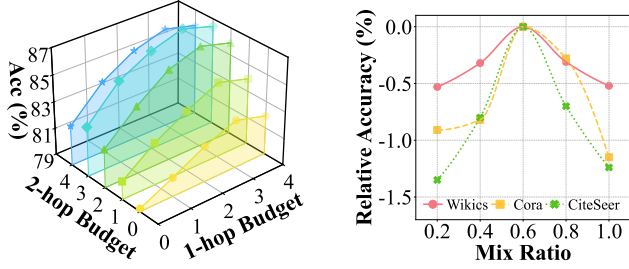 87
85
83
81
79
Acc (%)
4
3
2
1
0
2-hop Budget
0
1
2
3
4
1-hop Budget
Relative Accuracy (%)
0.0
-0.5
-1.0
-1.5
Wikics Cora CiteSeer
0.2 0.4 0.6 0.8 1.0
Mix Ratio